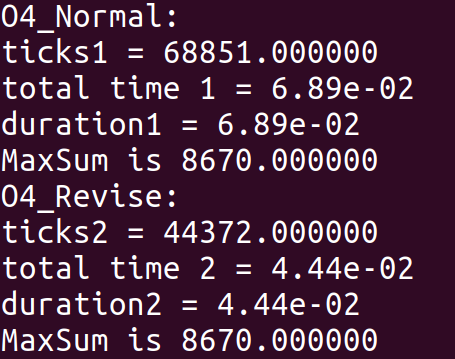 O4_Normal:
ticks1 = 68851.000000
total time 1 = 6.89e-02
duration1 = 6.89e-02
MaxSum is 8670.000000
O4_Revise:
ticks2 = 44372.000000
total time 2 = 4.44e-02
duration2 = 4.44e-02
MaxSum is 8670.000000